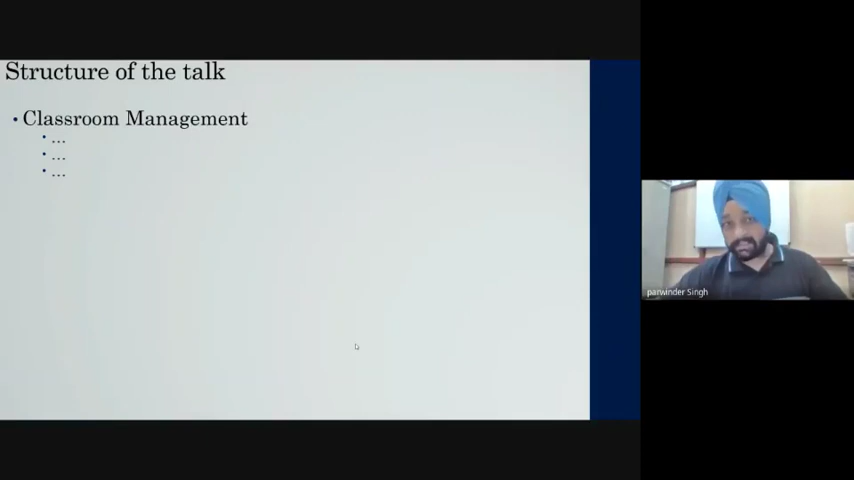 Structure of the talk
• Classroom Management
• ...
• ...
• ...
parwinder Singh